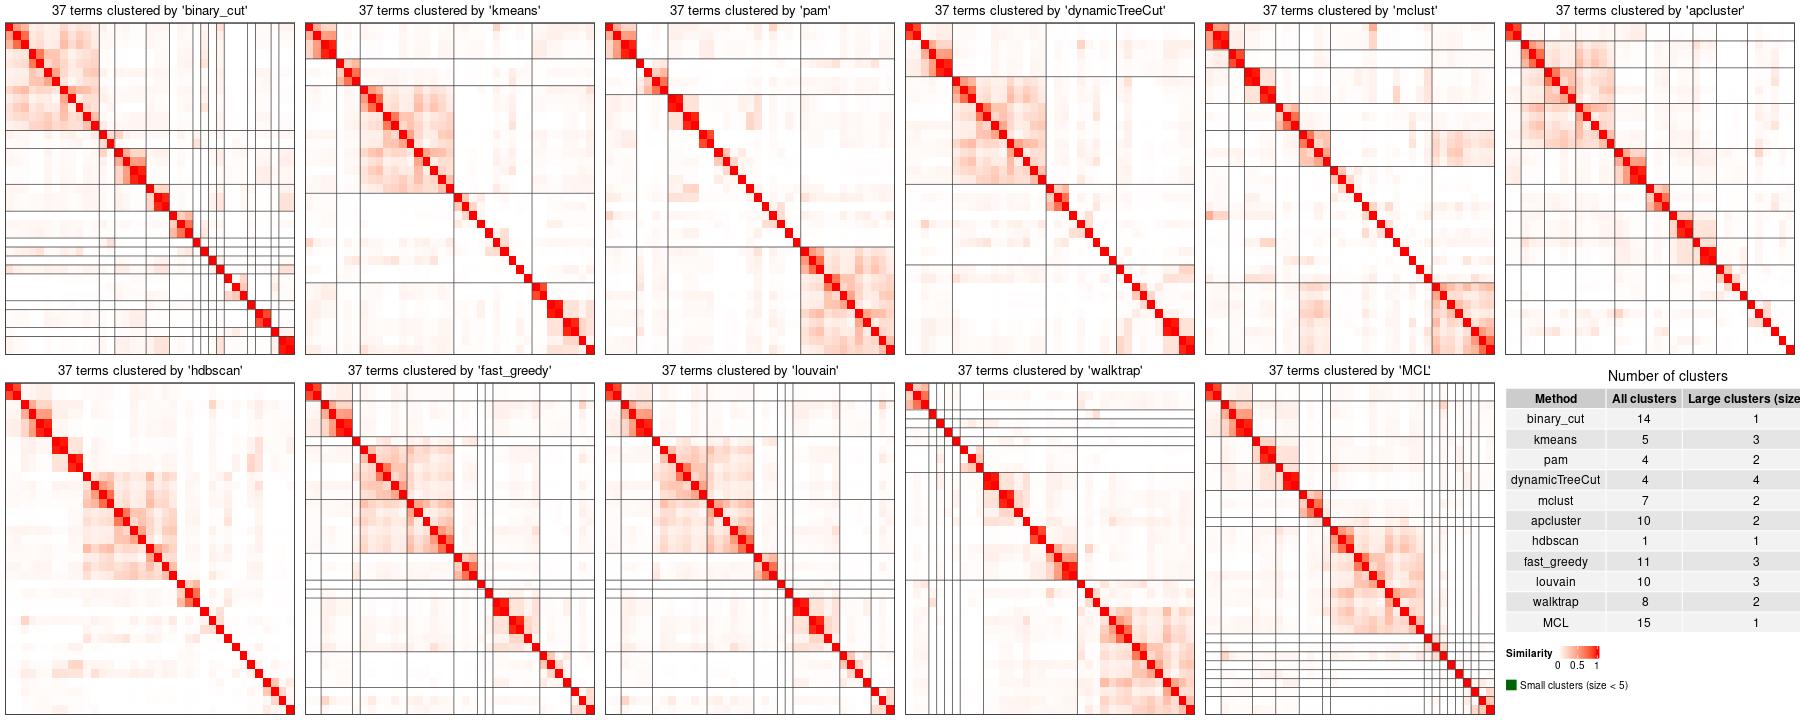 37 terms clustered by 'binary_cut'
37 terms clustered by 'kmeans'
37 terms clustered by 'pam'
37 terms clustered by 'dynamicTreeCut'
37 terms clustered by 'mclust'
37 terms clustered by 'apcluster'
37 terms clustered by 'hdbscan'
37 terms clustered by 'fast_greedy'
37 terms clustered by 'louvain'
37 terms clustered by 'walktrap'
37 terms clustered by 'MCL'
Number of clusters
Method All clusters Large clusters (size
binary_cut 14 1
kmeans 5 3
pam 4 2
dynamicTreeCut 4 4
mclust 7 2
apcluster 10 2
hdbscan 1 1
fast_greedy 11 3
louvain 10 3
walktrap 8 2
MCL 15 1
Similarity
0 0.5 1
Small clusters (size < 5)